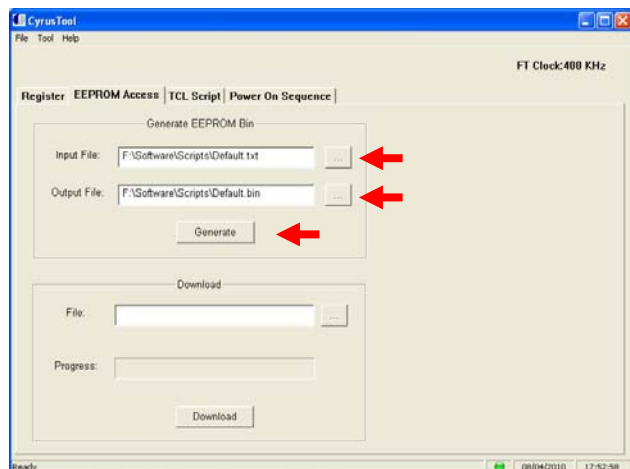 CyrusTool
File Tool Help
FT Clock:400 KHz
Register EEPROM Access TCL Script Power On Sequence
Generate EEPROM Bin
Input File: F:\Software\Scripts\Default.txt ...
Output File: F:\Software\Scripts\Default.bin ...
Generate
Download
File: ...
Progress:
Download
Ready 08/04/2010 17:52:58